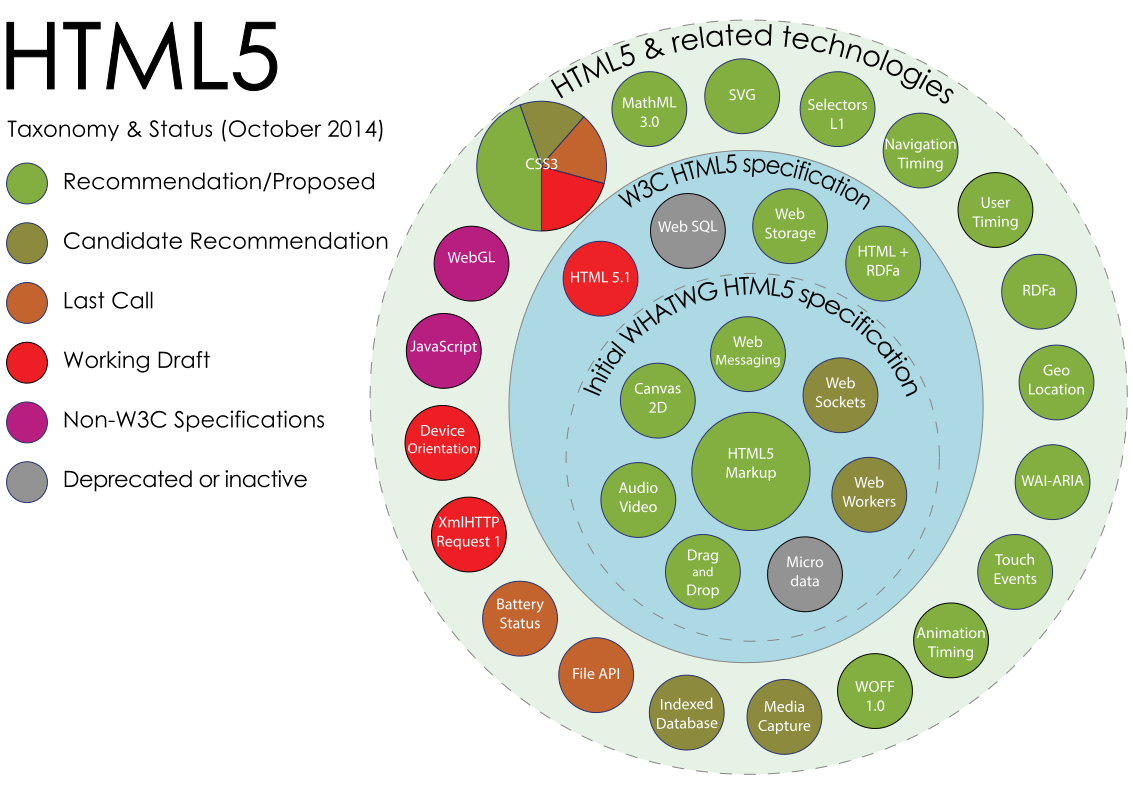 HTML5
Taxonomy & Status (October 2014)
Recommendation/Proposed
Candidate Recommendation
Last Call
Working Draft
Non-W3C Specifications
Deprecated or inactive
HTML5 & related technologies
CSS3
MathML
3.0
SVG
Selectors
L1
Navigation
Timing
User
Timing
RDFa
Geo
Location
WAI-ARIA
Touch
Events
Animation
Timing
WOFF
1.0
Media
Capture
Indexed
Database
File API
Battery
Status
XmlHTTP
Request 1
Device
Orientation
JavaScript
WebGL
W3C HTML5 specification
HTML 5.1
Web SQL
Web
Storage
HTML +
RDFa
Initial WHATWG HTML5 specification
Web
Messaging
Web
Sockets
Web
Workers
Micro
data
Drag
and
Drop
Audio
Video
Canvas
2D
HTML5
Markup